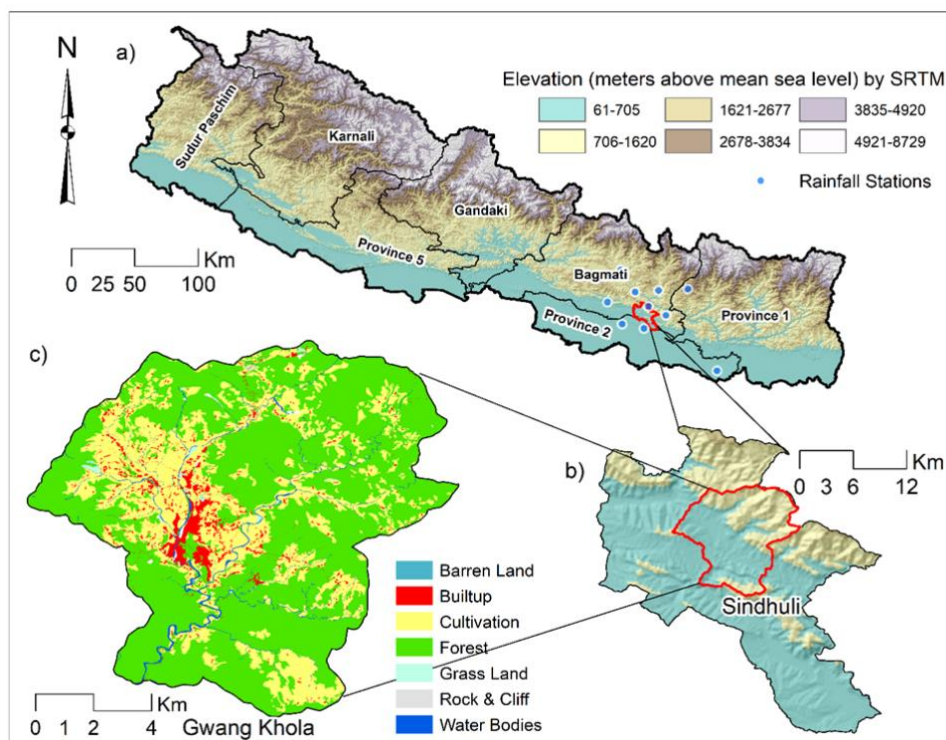 N
a)
Elevation (meters above mean sea level) by SRTM
61-705
1621-2677
3835-4920
706-1620
2678-3834
4921-8729
Rainfall Stations
Sudur Paschim
Karnali
Gandaki
Province 5
Bagmati
Province 1
Province 2
Km
0 25 50 100
c)
Km
0 3 6 12
b)
Sindhuli
Barren Land
Builtup
Cultivation
Forest
Grass Land
Rock & Cliff
Water Bodies
Km
0 1 2 4
Gwang Khola